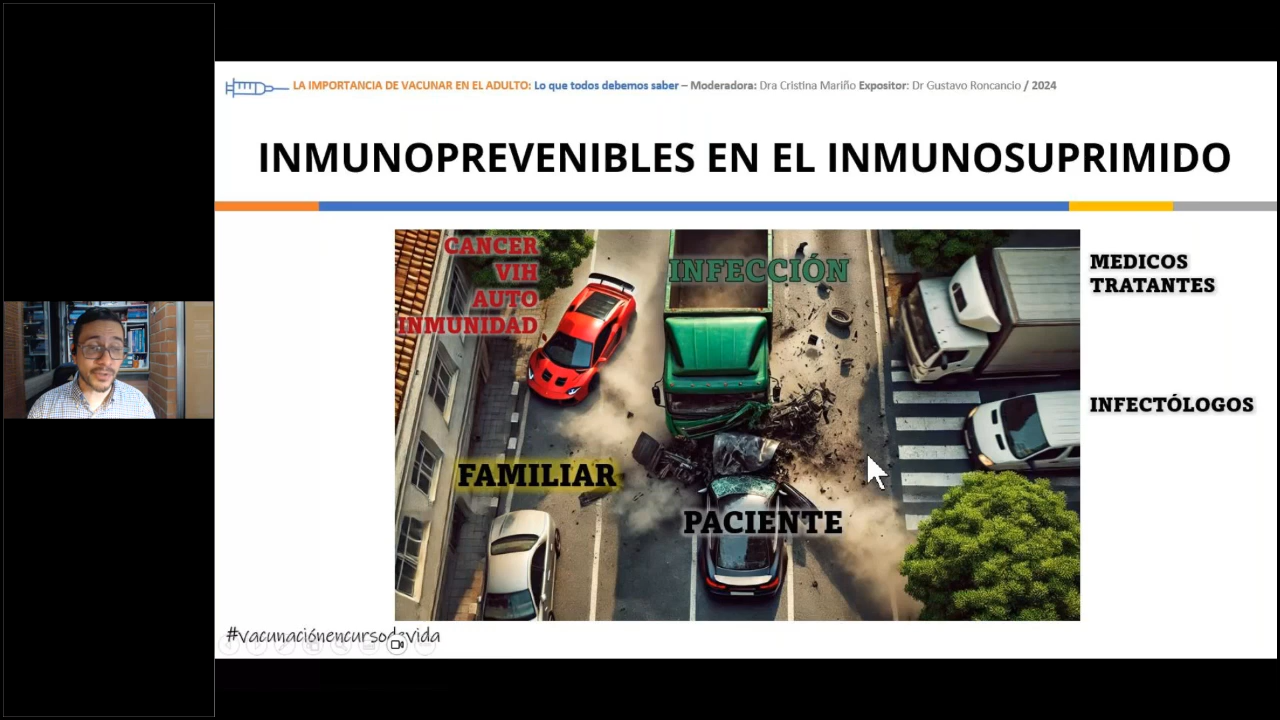 LA IMPORTANCIA DE VACUNAR EN EL ADULTO: Lo que todos debemos saber – Moderadora: Dra Cristina Mariño Expositor: Dr Gustavo Roncancio / 2024
INMUNOPREVENIBLES EN EL INMUNOSUPRIMIDO
CANCER
VIH
AUTO
INMUNIDAD
INFECCIÓN
MEDICOS
TRATANTES
INFECTÓLOGOS
FAMILIAR
PACIENTE
#vacunaciónencursodevida